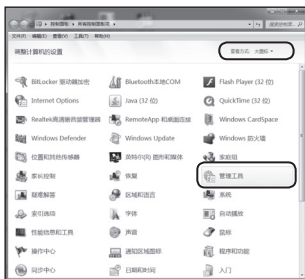 控制面板 ▸ 所有控制面板项 ▸
搜索控制面板
文件(F) 编辑(E) 查看(V) 工具(T) 帮助(H)
调整计算机的设置
查看方式: 大图标
BitLocker 驱动器加密
Bluetooth本地COM
Flash Player (32 位)
Internet Options
Java (32 位)
QuickTime (32 位)
Realtek高清晰音频管理器
RemoteApp 和桌面连接
Windows CardSpace
Windows Defender
Windows Update
Windows 防火墙
位置和其他传感器
英特尔(R) 图形和媒体
家庭组
家长控制
恢复
管理工具
疑难解答
区域和语言
系统
索引选项
字体
自动播放
性能信息和工具
声音
鼠标
操作中心
通知区域图标
程序和功能
同步中心
日期和时间
入门